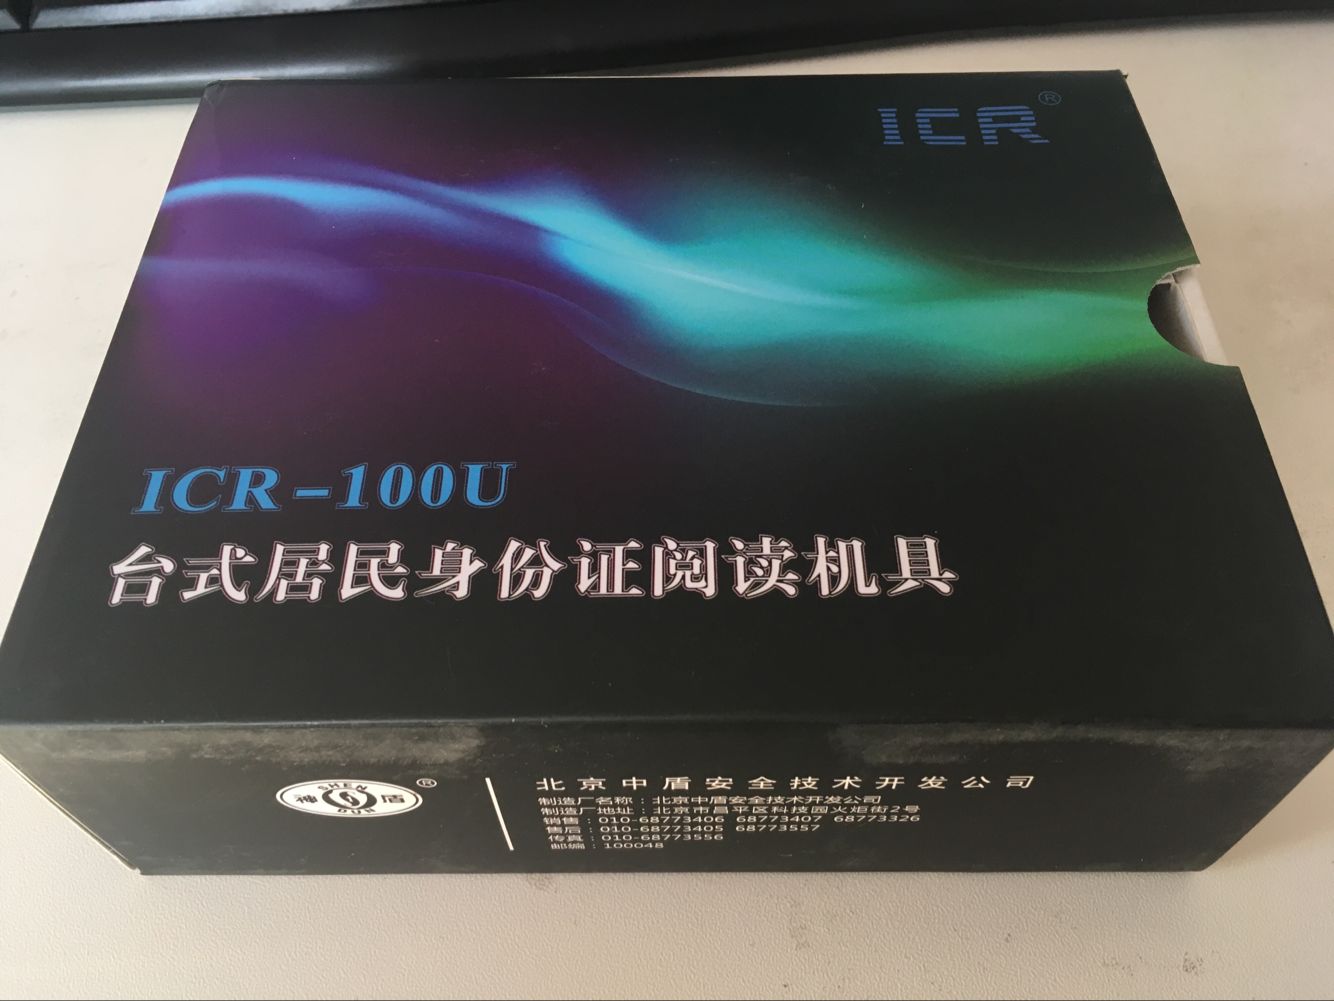 ICR®
ICR-100U
台式居民身份证阅读机具
SHEN
神 盾 ®
DUN
北京中盾安全技术开发公司
制造厂名称：北京中盾安全技术开发公司
制造厂地址：北京市昌平区科技园火炬街2号
销售：010-68773406 68773407 68773326
售后：010-68773405 68773557
传真：010-68773556
邮编：100048